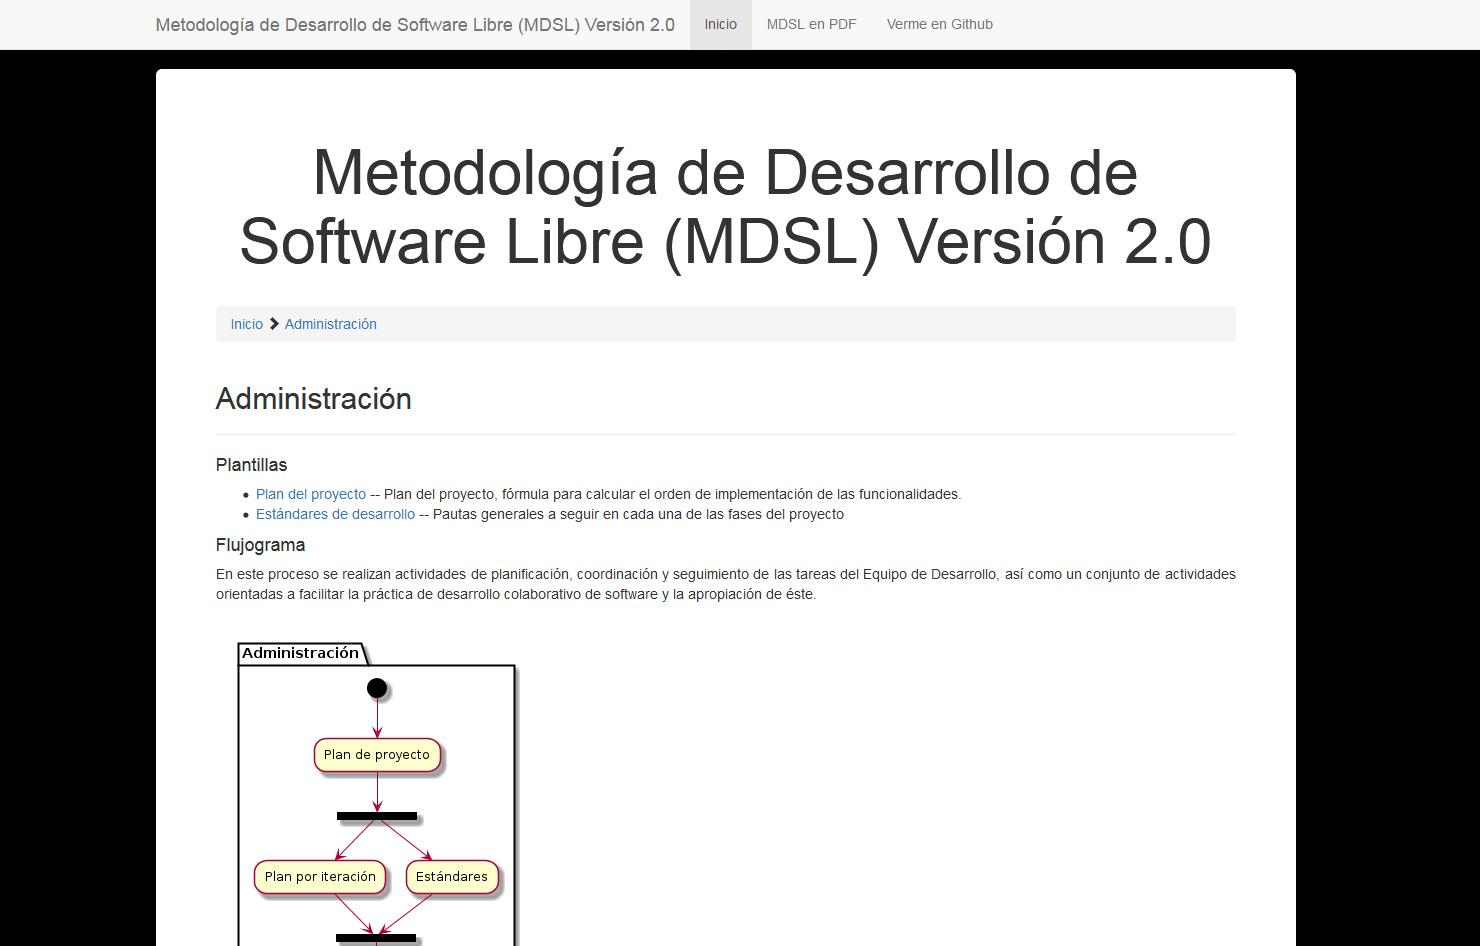 Metodología de Desarrollo de Software Libre (MDSL) Versión 2.0 Inicio MDSL en PDF Verme en Github
Metodología de Desarrollo de
Software Libre (MDSL) Versión 2.0
Inicio Administración
Administración
Plantillas
Plan del proyecto -- Plan del proyecto, fórmula para calcular el orden de implementación de las funcionalidades.
Estándares de desarrollo -- Pautas generales a seguir en cada una de las fases del proyecto
Flujograma
En este proceso se realizan actividades de planificación, coordinación y seguimiento de las tareas del Equipo de Desarrollo, así como un conjunto de actividades
orientadas a facilitar la práctica de desarrollo colaborativo de software y la apropiación de éste.
Administración
Plan de proyecto
Plan por iteración Estándares